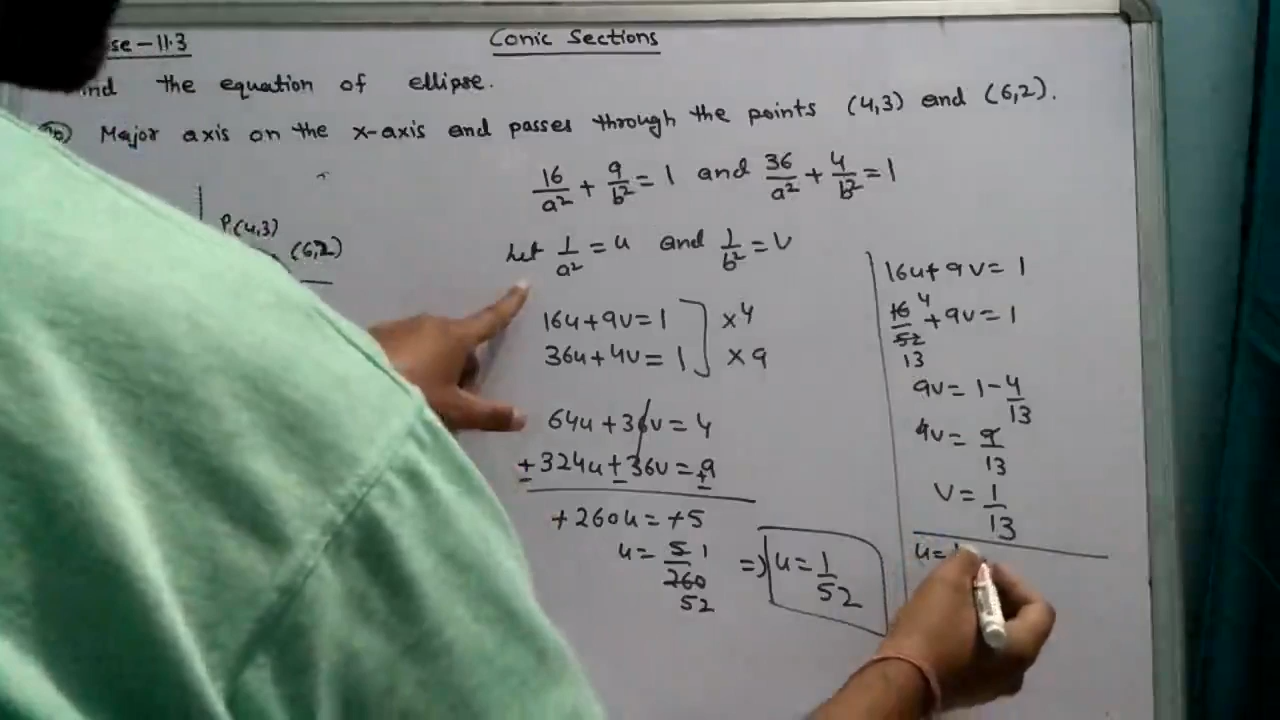 se-11.3
Conic Sections
ind the equation of ellipse.
Major axis on the x-axis and passes through the points (4,3) and (6,2).
16/a² + 9/b² = 1 and 36/a² + 4/b² = 1
P(4,3)
(6,2)
Let 1/a² = u and 1/b² = v
16u+9v=1 ×4
36u+4v=1 ×9
64u+36v=4
+324u+36v=9
+260u=+5
u=5/260 1 52
=) u=1/52
16u+9v=1
16/52 4 13 +9v=1
9v=1-4/13
9v=9/13
v=1/13
u=